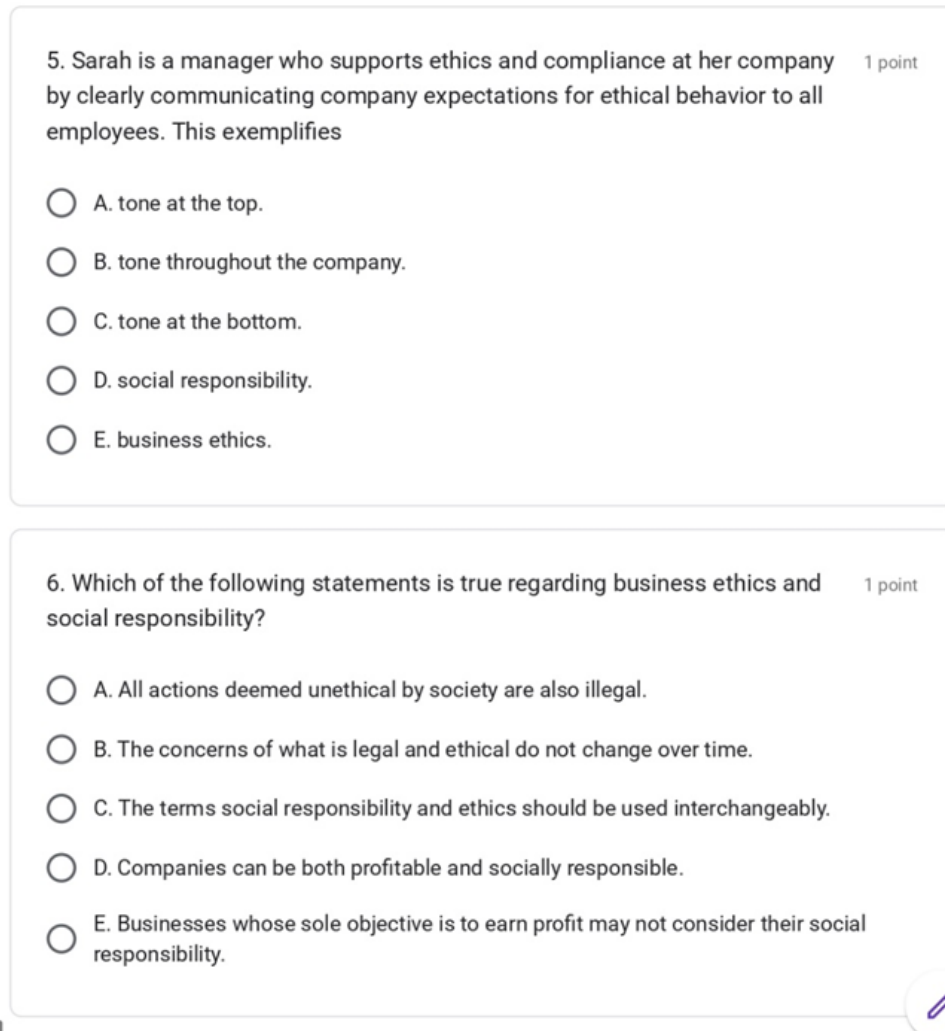 5. Sarah is a manager who supports ethics and compliance at her company 1 point
by clearly communicating company expectations for ethical behavior to all
employees. This exemplifies
A. tone at the top.
B. tone throughout the company.
C. tone at the bottom.
D. social responsibility.
E. business ethics.
6. Which of the following statements is true regarding business ethics and 1 point
social responsibility?
A. All actions deemed unethical by society are also illegal.
B. The concerns of what is legal and ethical do not change over time.
C. The terms social responsibility and ethics should be used interchangeably.
D. Companies can be both profitable and socially responsible.
E. Businesses whose sole objective is to earn profit may not consider their social
responsibility.